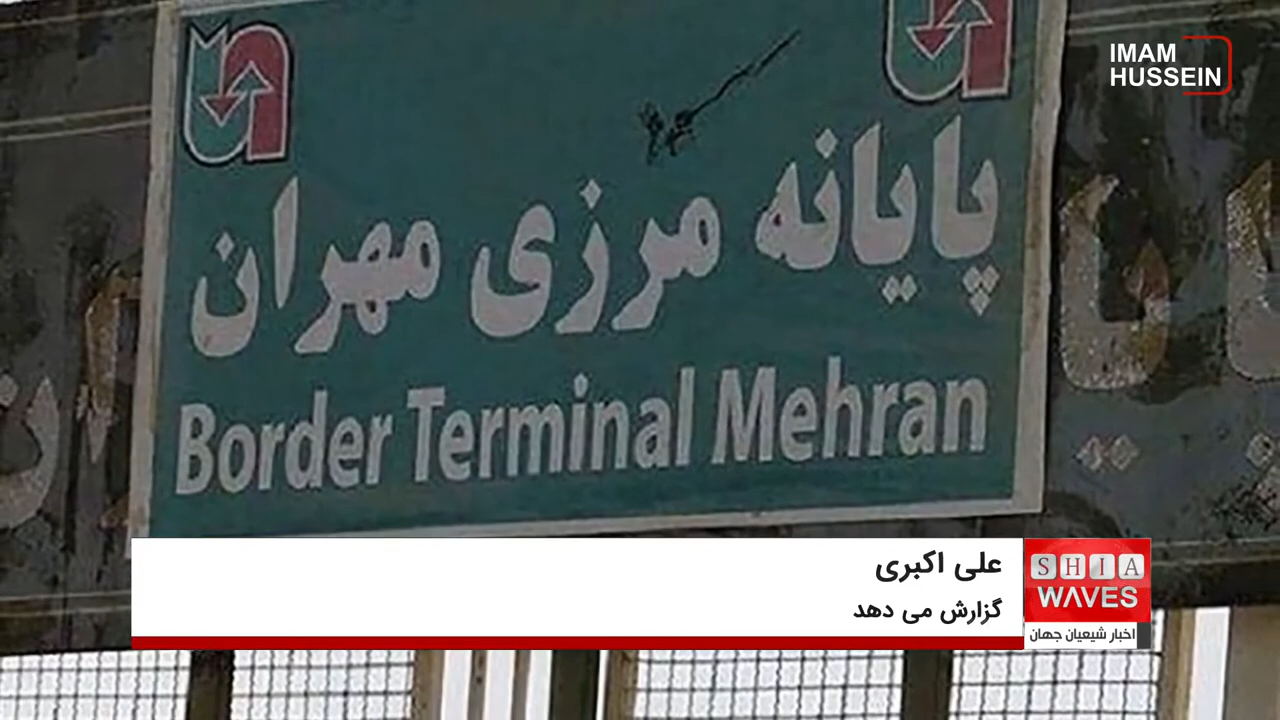 IMAM
HUSSEIN
پایانه مرزی مهران
Border Terminal Mehran
علی اکبری
گزارش می دهد
SHIA
WAVES
اخبار شیعیان جهان